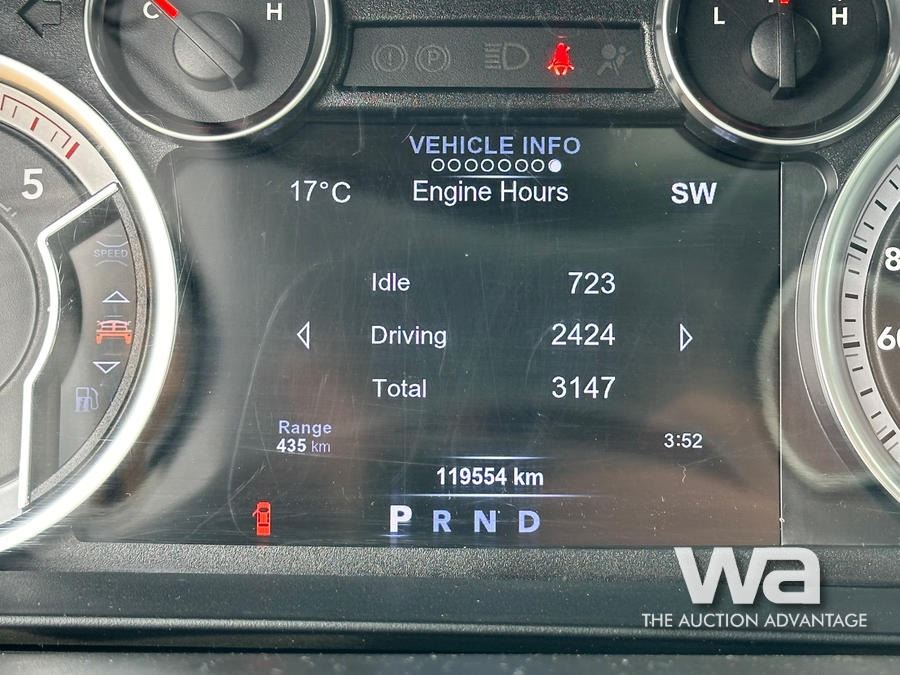 C H
L H
VEHICLE INFO
17°C Engine Hours SW
5
SPEED
Idle 723
Driving 2424
Total 3147
Range
435 km
3:52
119554 km
P R N D
wa
THE AUCTION ADVANTAGE